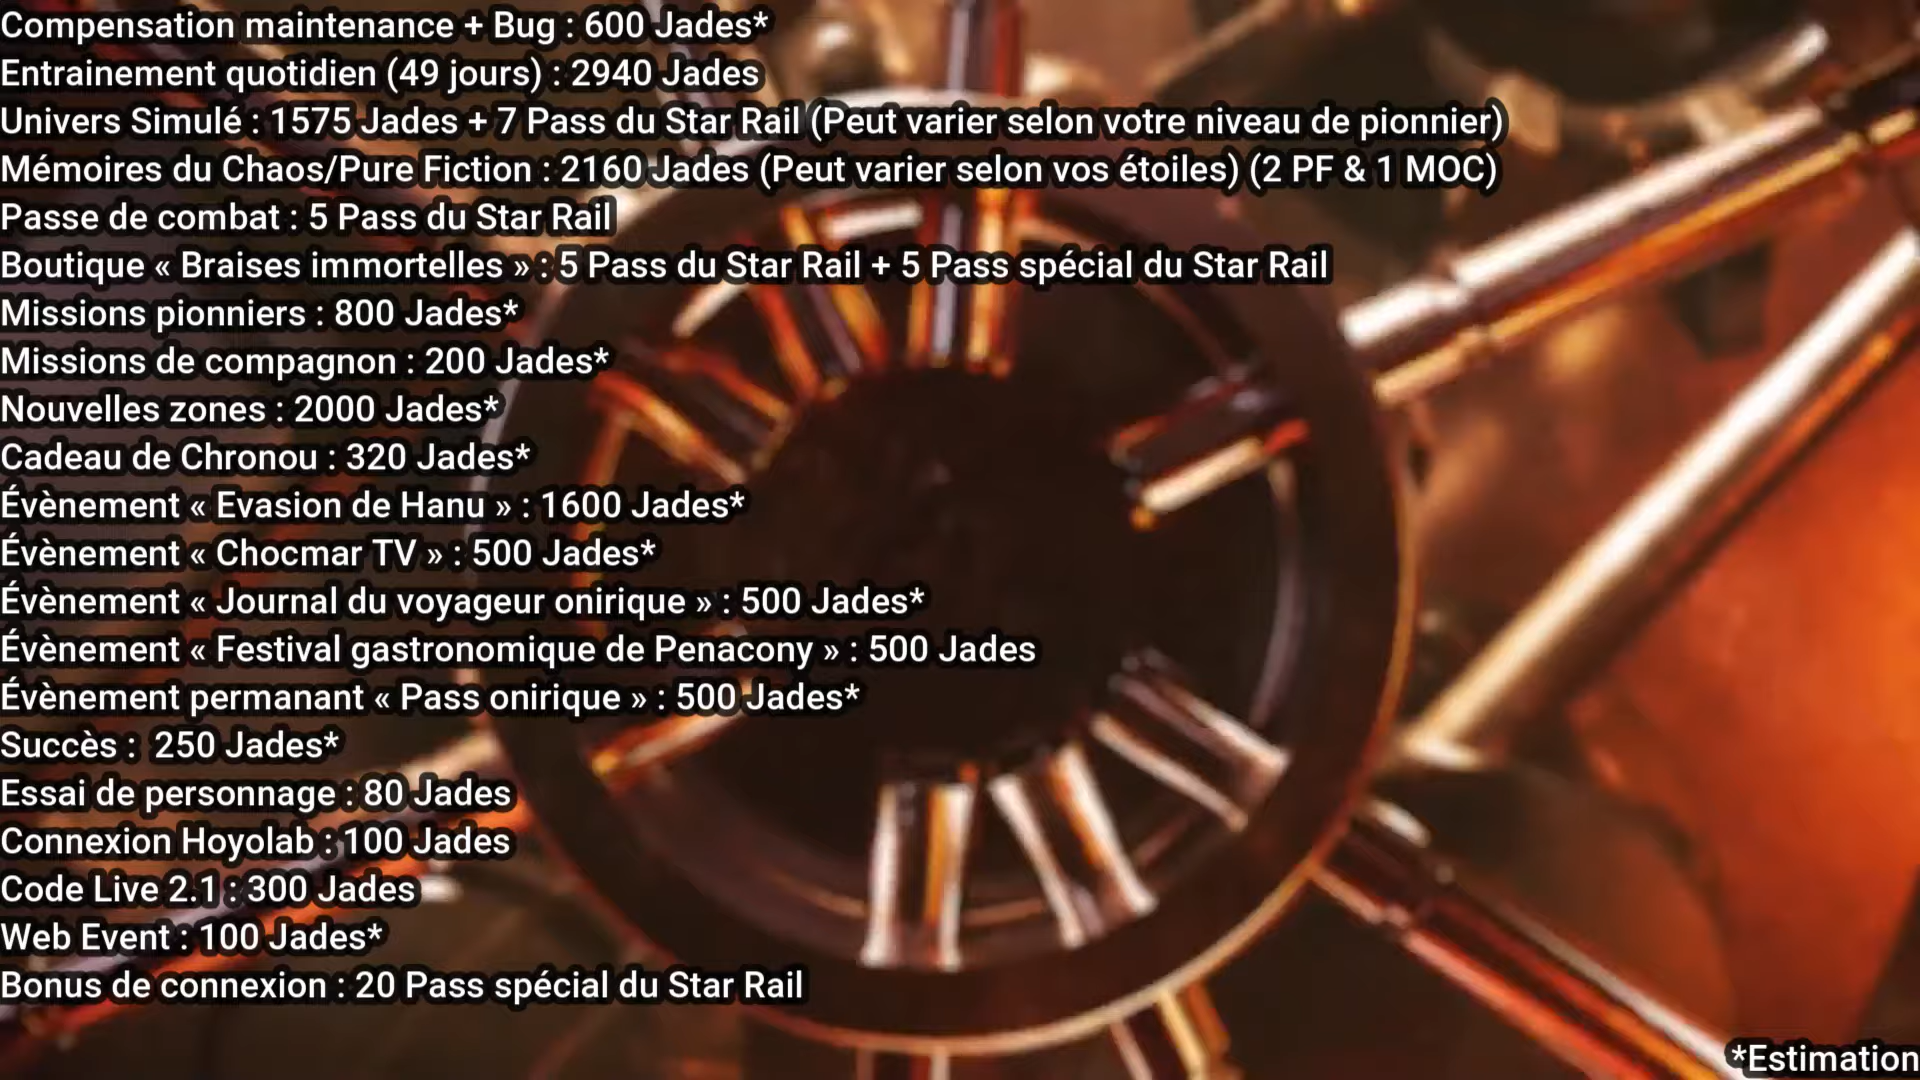 Compensation maintenance + Bug : 600 Jades*
Entrainement quotidien (49 jours) : 2940 Jades
Univers Simulé : 1575 Jades + 7 Pass du Star Rail (Peut varier selon votre niveau de pionnier)
Mémoires du Chaos/Pure Fiction : 2160 Jades (Peut varier selon vos étoiles) (2 PF & 1 MOC)
Passe de combat : 5 Pass du Star Rail
Boutique « Braises immortelles » : 5 Pass du Star Rail + 5 Pass spécial du Star Rail
Missions pionniers : 800 Jades*
Missions de compagnon : 200 Jades*
Nouvelles zones : 2000 Jades*
Cadeau de Chronou : 320 Jades*
Évènement « Evasion de Hanu » : 1600 Jades*
Évènement « Chocmar TV » : 500 Jades*
Évènement « Journal du voyageur onirique » : 500 Jades*
Évènement « Festival gastronomique de Penacony » : 500 Jades
Évènement permanant « Pass onirique » : 500 Jades*
Succès :  250 Jades*
Essai de personnage : 80 Jades
Connexion Hoyolab : 100 Jades
Code Live 2.1 : 300 Jades
Web Event : 100 Jades*
Bonus de connexion : 20 Pass spécial du Star Rail
*Estimation